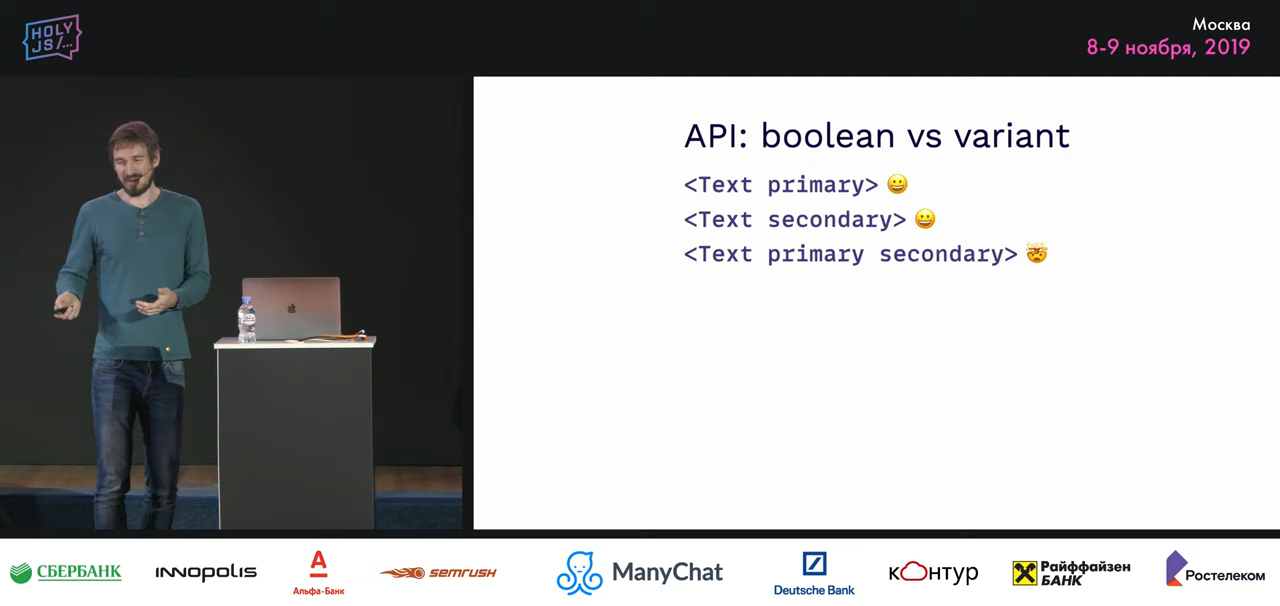 HOLY
JS/...
Москва
8-9 ноября, 2019
API: boolean vs variant
<Text primary> 😀
<Text secondary> 😀
<Text primary secondary> 🤯
СБЕРБАНК
INNOPOLIS
Альфа·Банк
semrush
ManyChat
Deutsche Bank
контур
Райффайзен
БАНК
Ростелеком